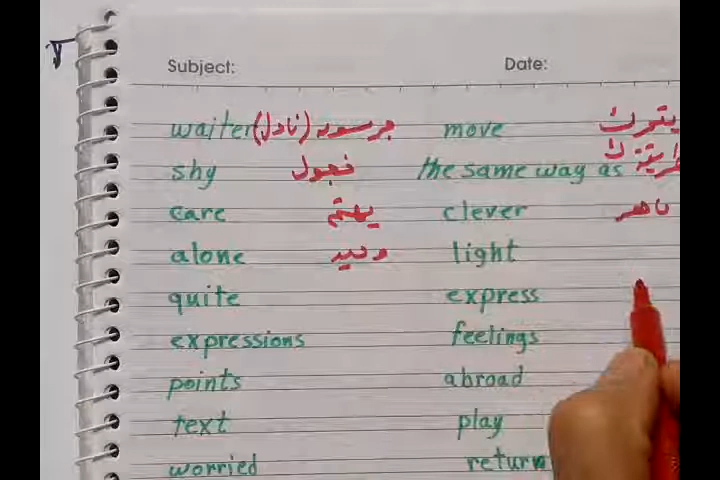 Subject: Date:
waiter (نادل) جرسون move يتحرك
shy خجول the same way as
care يهتم clever ماهر
alone وحيد light
quite express
expressions feelings
points abroad
text play
worried return